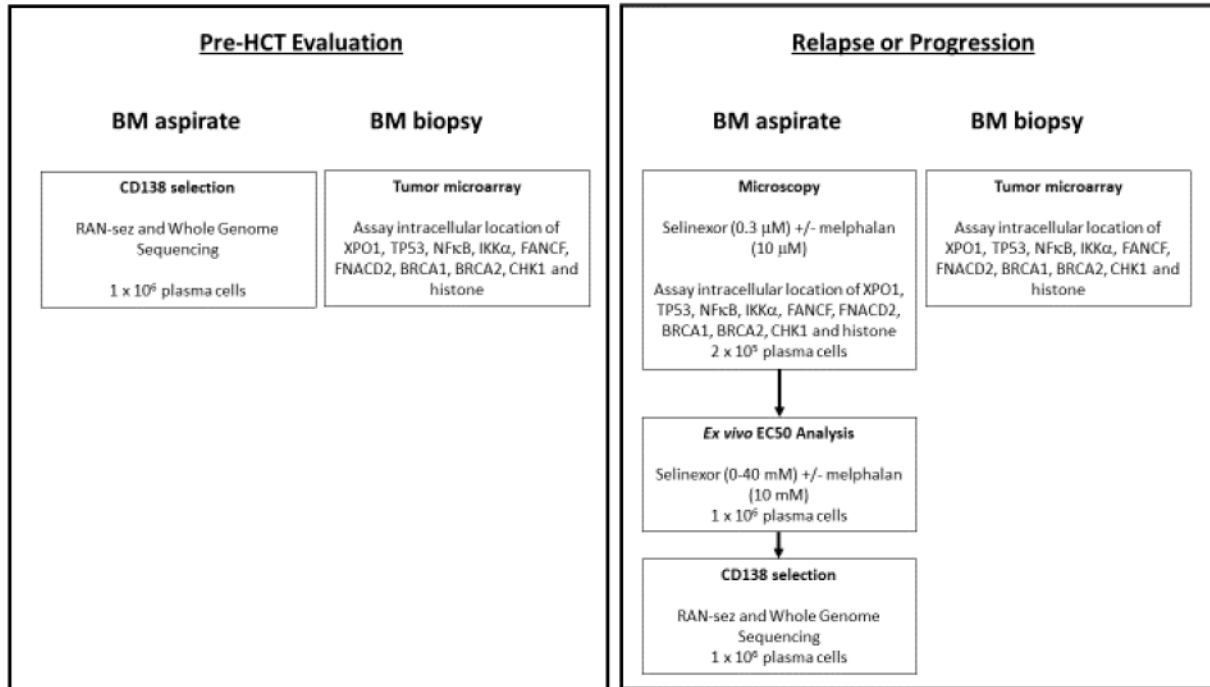 Pre-HCT Evaluation
BM aspirate
BM biopsy
CD138 selection
RAN-sez and Whole Genome
Sequencing
1 x 10⁶ plasma cells
Tumor microarray
Assay intracellular location of
XPO1, TP53, NFκB, IKKα, FANCF,
FNACD2, BRCA1, BRCA2, CHK1 and
histone
Relapse or Progression
BM aspirate
BM biopsy
Microscopy
Selinexor (0.3 μM) +/- melphalan
(10 μM)
Assay intracellular location of XPO1,
TP53, NFκB, IKKα, FANCF, FNACD2,
BRCA1, BRCA2, CHK1 and histone
2 x 10⁵ plasma cells
Ex vivo EC50 Analysis
Selinexor (0-40 mM) +/- melphalan
(10 mM)
1 x 10⁶ plasma cells
CD138 selection
RAN-sez and Whole Genome
Sequencing
1 x 10⁶ plasma cells
Tumor microarray
Assay intracellular location of
XPO1, TP53, NFκB, IKKα, FANCF,
FNACD2, BRCA1, BRCA2, CHK1 and
histone